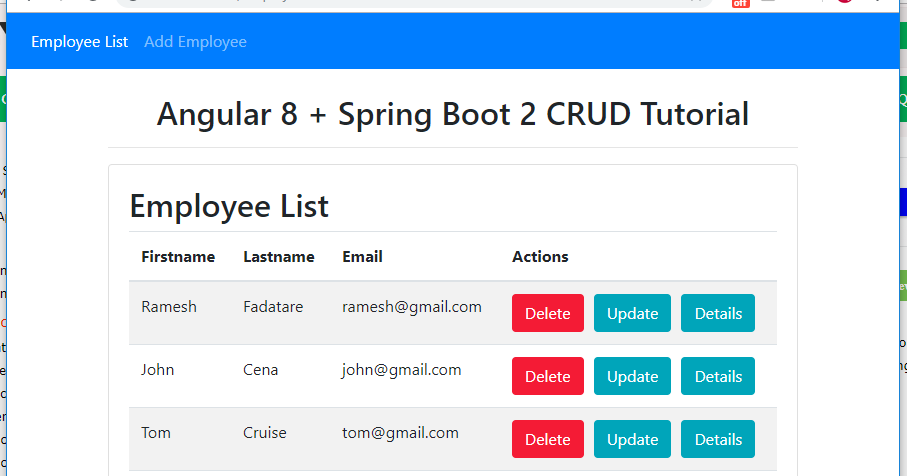 off
Employee List Add Employee
Angular 8 + Spring Boot 2 CRUD Tutorial
Employee List
Firstname Lastname Email Actions
Ramesh Fadatare ramesh@gmail.com Delete Update Details
John Cena john@gmail.com Delete Update Details
Tom Cruise tom@gmail.com Delete Update Details